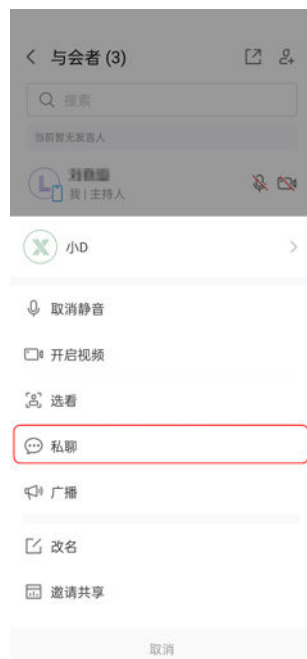 与会者 (3)
搜索
当前暂无发言人
我 | 主持人
小D
取消静音
开启视频
选看
私聊
广播
改名
邀请共享
取消